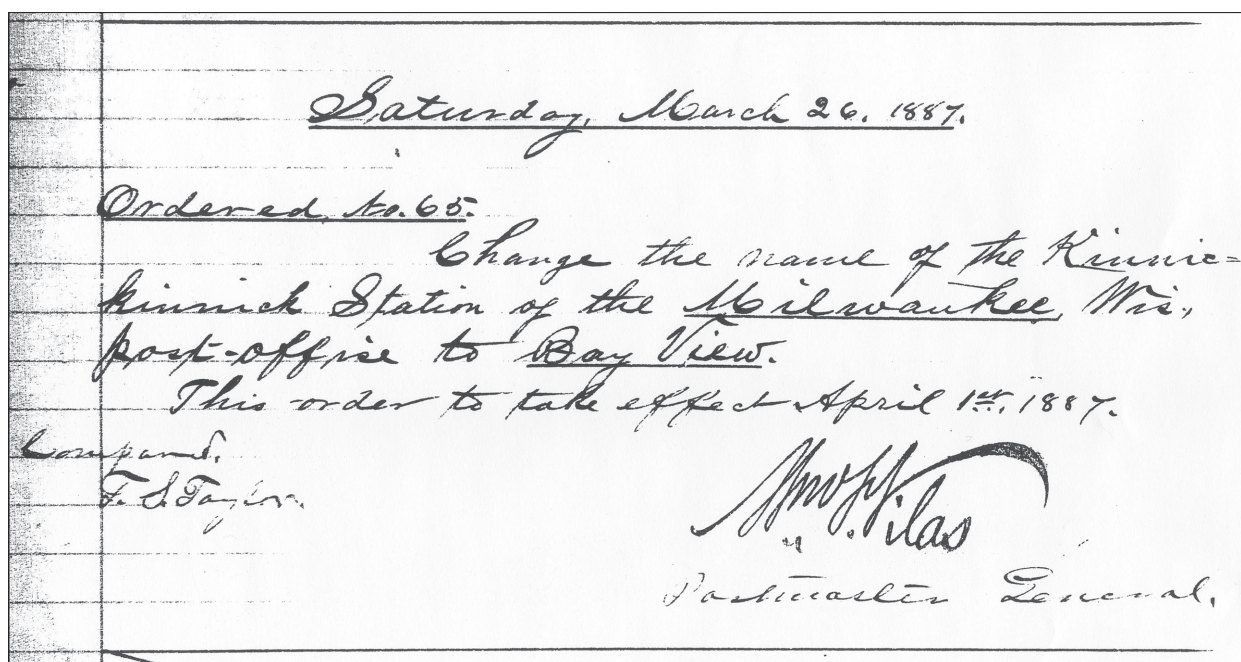 Saturday, March 26. 1887.
Ordered No. 65.
Change the name of the Kinnic=
kinnick Station of the Milwaukee, Wis.,
post-office to Bay View.
This order to take effect April 1st., 1887.
Compared.
F. S. Taylor.
Wm F. Vilas
Postmaster General.